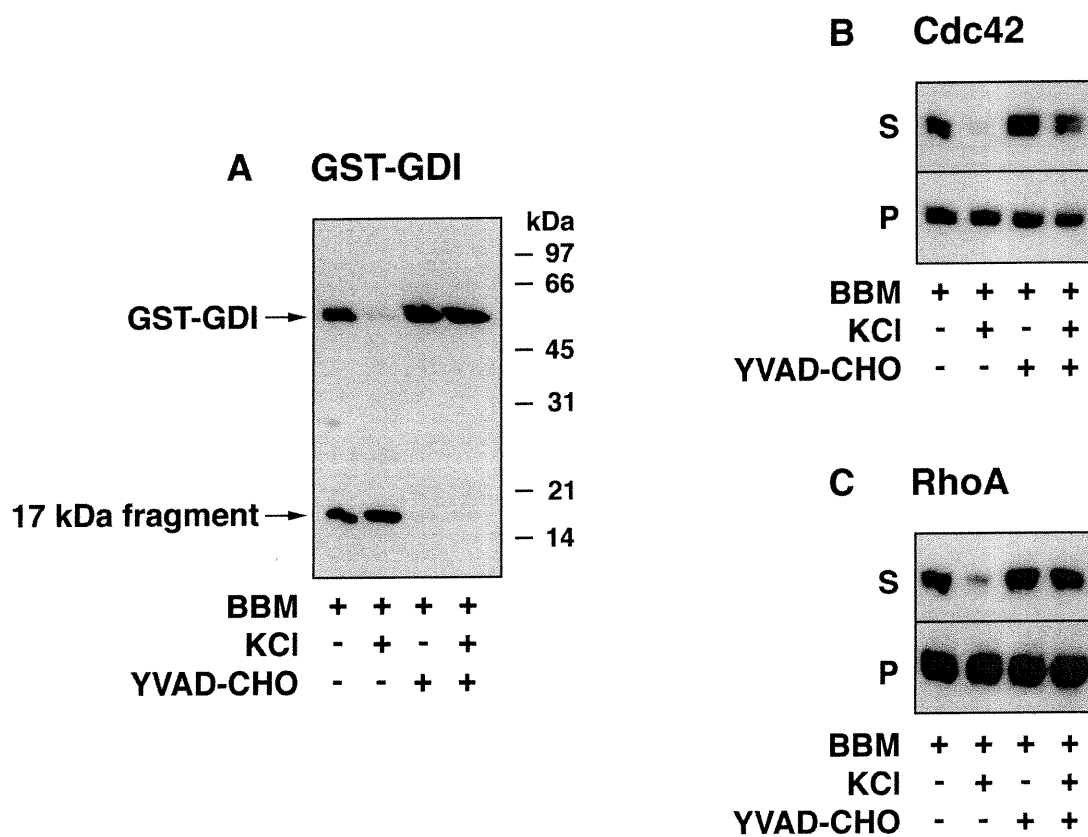 A GST-GDI
kDa
– 97
– 66
GST-GDI →
– 45
– 31
– 21
17 kDa fragment →
– 14
BBM + + + +
KCl - + - +
YVAD-CHO - - + +
B Cdc42
S
P
BBM + + + +
KCl - + - +
YVAD-CHO - - + +
C RhoA
S
P
BBM + + + +
KCl - + - +
YVAD-CHO - - + +